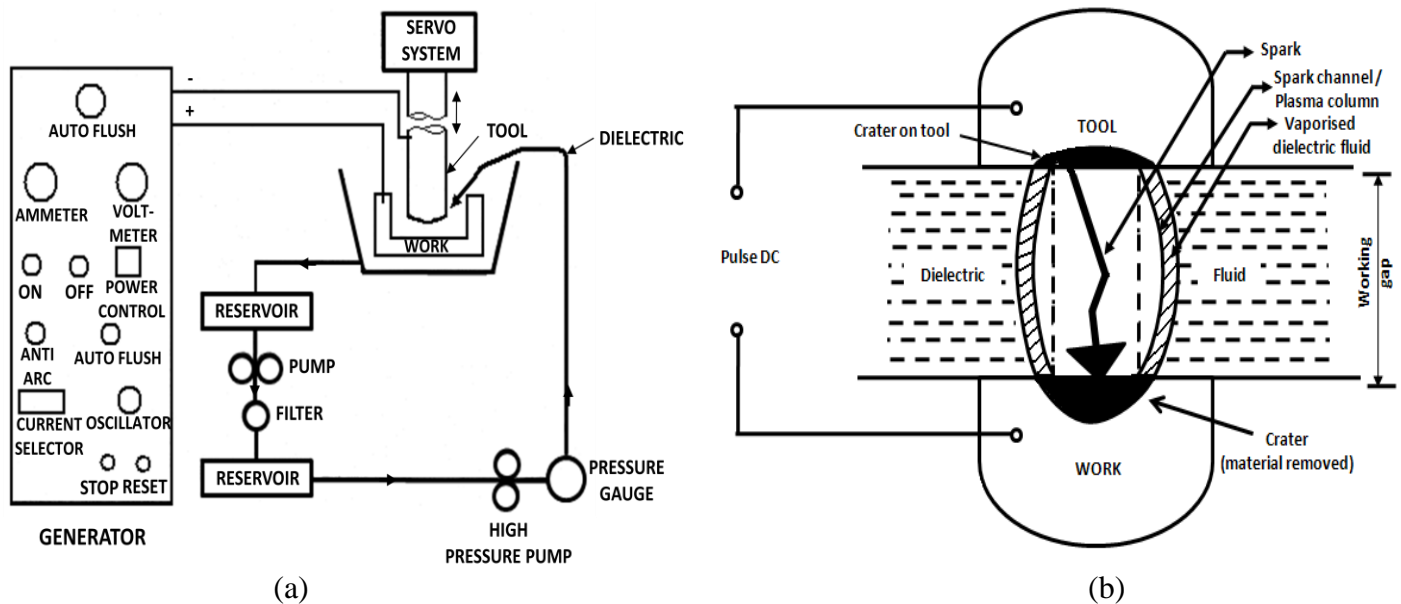 SERVO
SYSTEM
-
+
AUTO FLUSH
TOOL
DIELECTRIC
AMMETER
VOLT-
METER
WORK
ON
OFF
POWER
CONTROL
RESERVOIR
ANTI
ARC
AUTO FLUSH
PUMP
CURRENT
SELECTOR
OSCILLATOR
FILTER
STOP RESET
RESERVOIR
PRESSURE
GAUGE
HIGH
PRESSURE PUMP
GENERATOR
(a)
Spark
Spark channel/
Plasma column
Vaporised
dielectric fluid
TOOL
Crater on tool
Pulse DC
Dielectric
Fluid
Working
gap
Crater
(material removed)
WORK
(b)